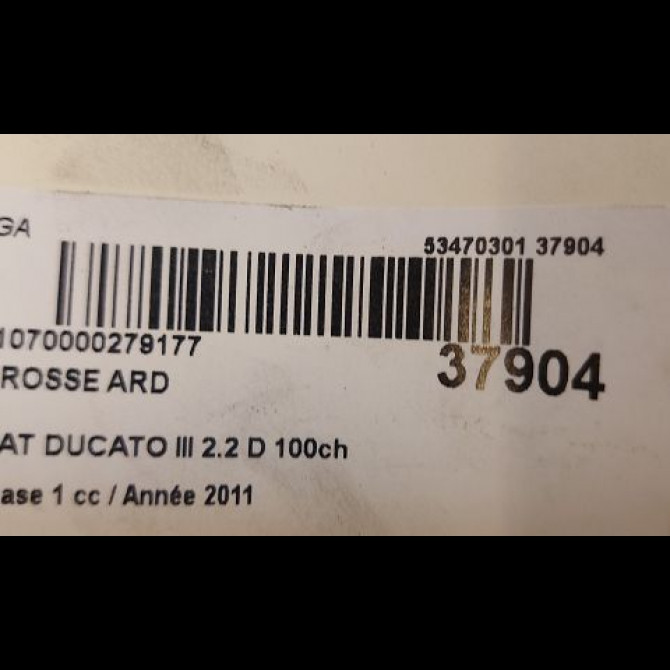 GA
53470301 37904
1070000279177
37904
ROSSE ARD
AT DUCATO III 2.2 D 100ch
ase 1 cc / Année 2011